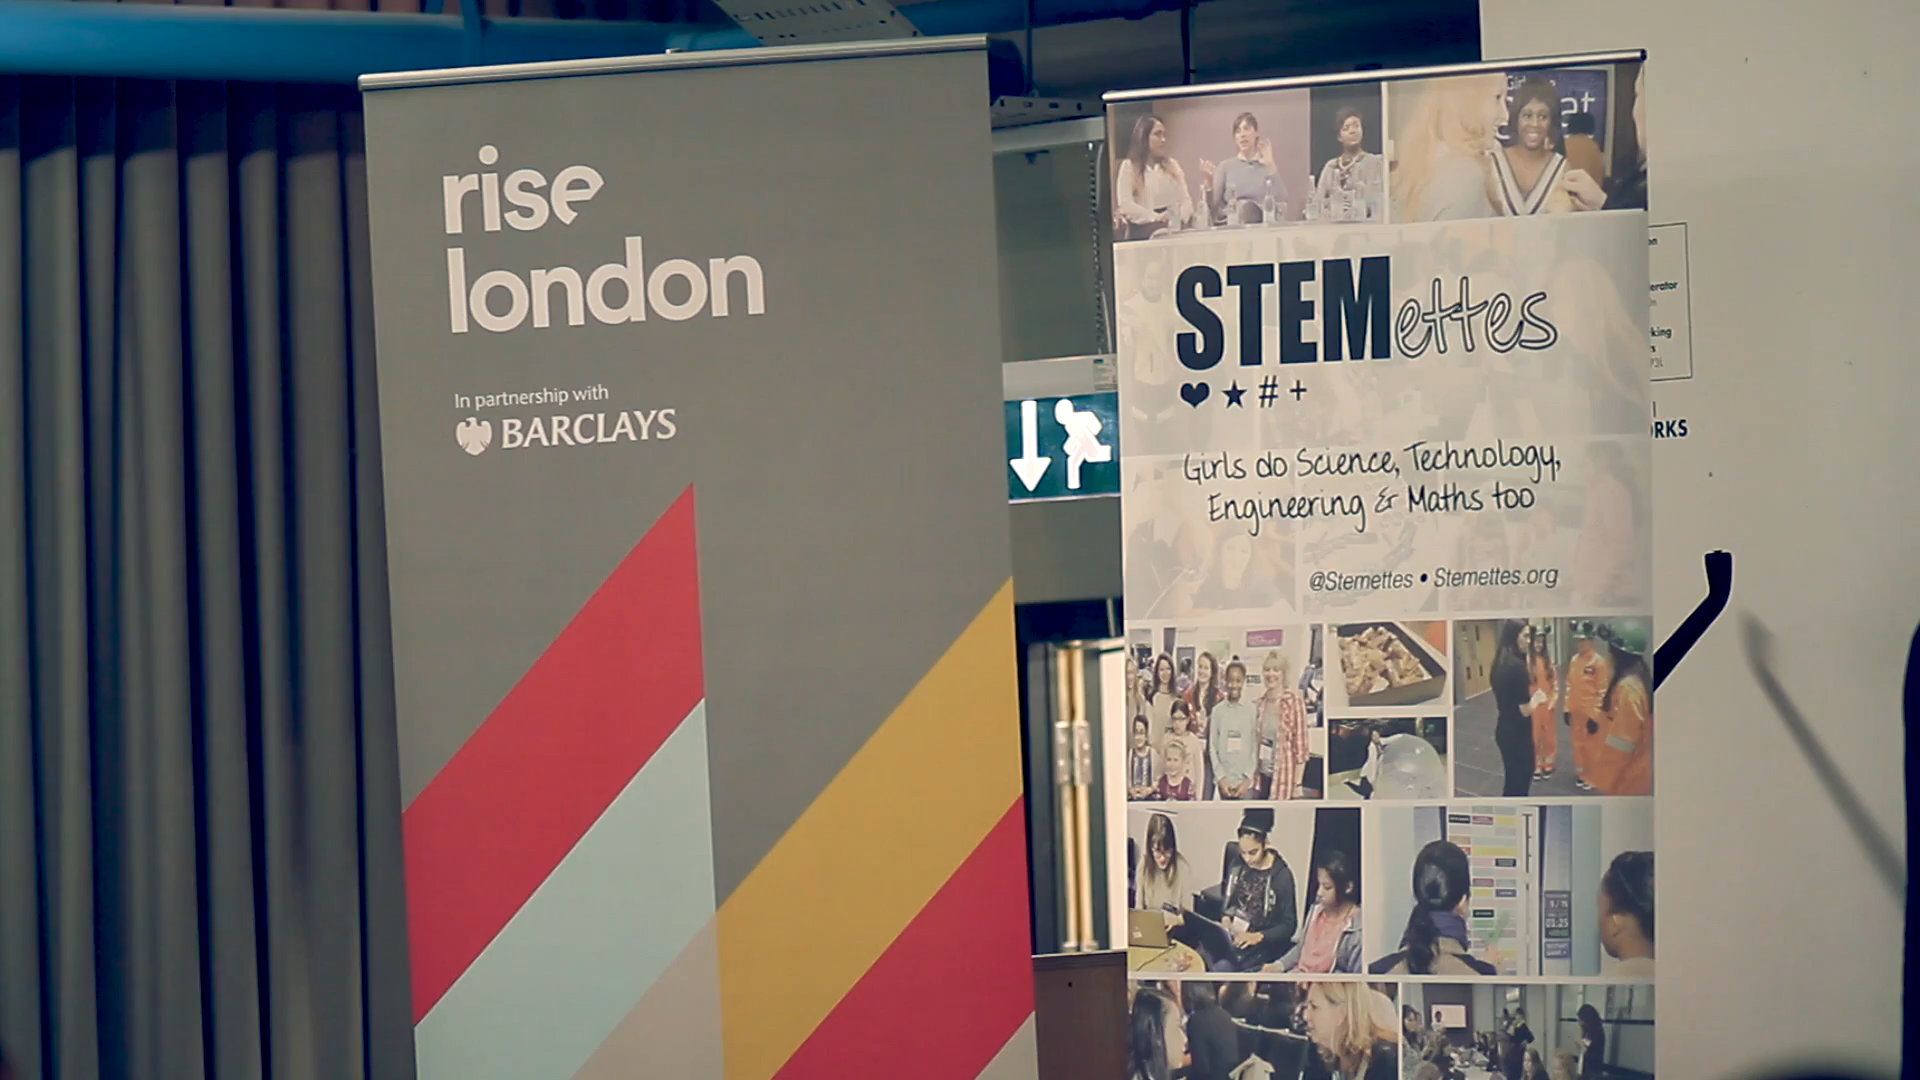 rise
london
In partnership with
BARCLAYS
STEMettes
♥ ★ # +
Girls do Science, Technology,
Engineering & Maths too
@Stemettes • Stemettes.org